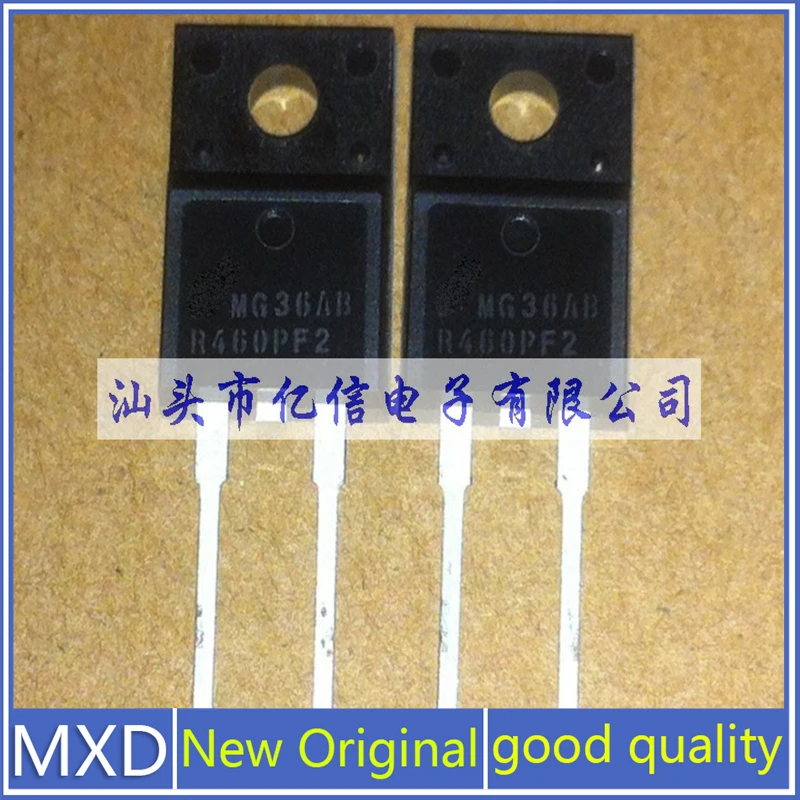 MG36AB
R460PF2
MG36AB
R460PF2
汕头市亿信电子有限公司
MXD
New Original
good quality